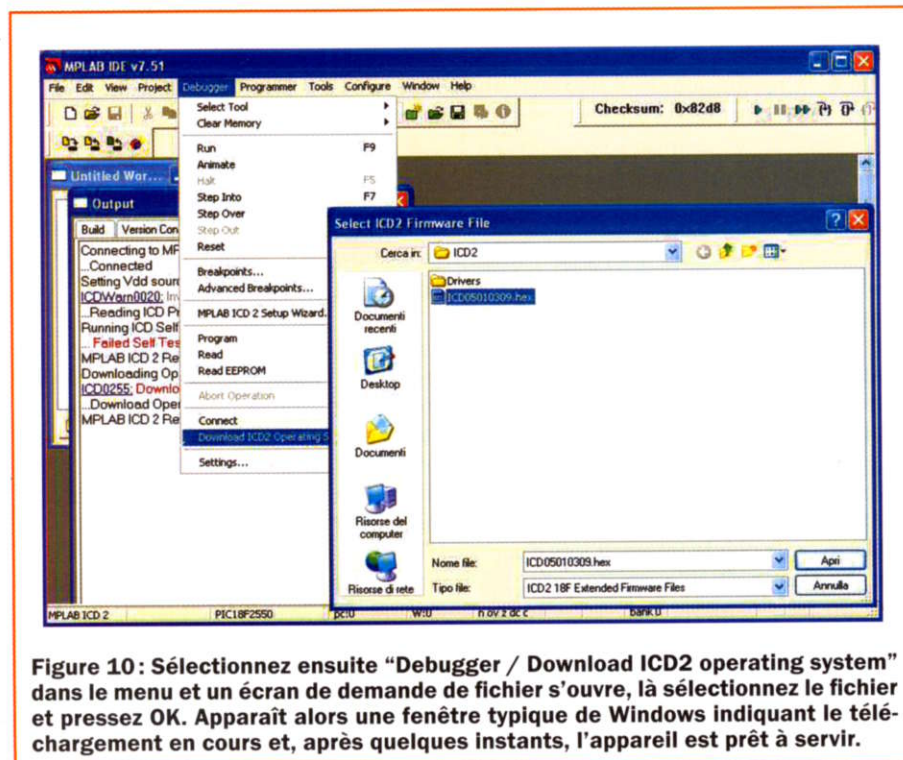 MPLAB IDE v7.51
File Edit View Project Debugger Programmer Tools Configure Window Help
Checksum: 0x82d8
Select Tool
Clear Memory
Run F9
Animate
Halt F5
Step Into F7
Step Over
Step Out
Reset
Breakpoints...
Advanced Breakpoints...
MPLAB ICD 2 Setup Wizard.
Program
Read
Read EEPROM
Abort Operation
Connect
Download ICD2 Operating S
Settings...
Untitled Wor...
Output
Build Version Con
Connecting to MP
...Connected
Setting Vdd sourc
ICDWarn0020: Inv
...Reading ICD Pr
Running ICD Self
... Failed Self Tes
MPLAB ICD 2 Re
Downloading Op
ICD0255: Downlo
...Download Oper
MPLAB ICD 2 Re
Select ICD2 Firmware File
Cerca in: ICD2
Drivers
ICD05010309.hex
Documenti recenti
Desktop
Documenti
Risorse del computer
Risorse di rete
Nome file: ICD05010309.hex Apri
Tipo file: ICD2 18F Extended Firmware Files Annulla
MPLAB ICD 2 PIC18F2550 pc:0 W:0 n ov z dc c bank 0
Figure 10: Sélectionnez ensuite “Debugger / Download ICD2 operating system”
dans le menu et un écran de demande de fichier s’ouvre, là sélectionnez le fichier
et pressez OK. Apparaît alors une fenêtre typique de Windows indiquant le télé-
chargement en cours et, après quelques instants, l’appareil est prêt à servir.